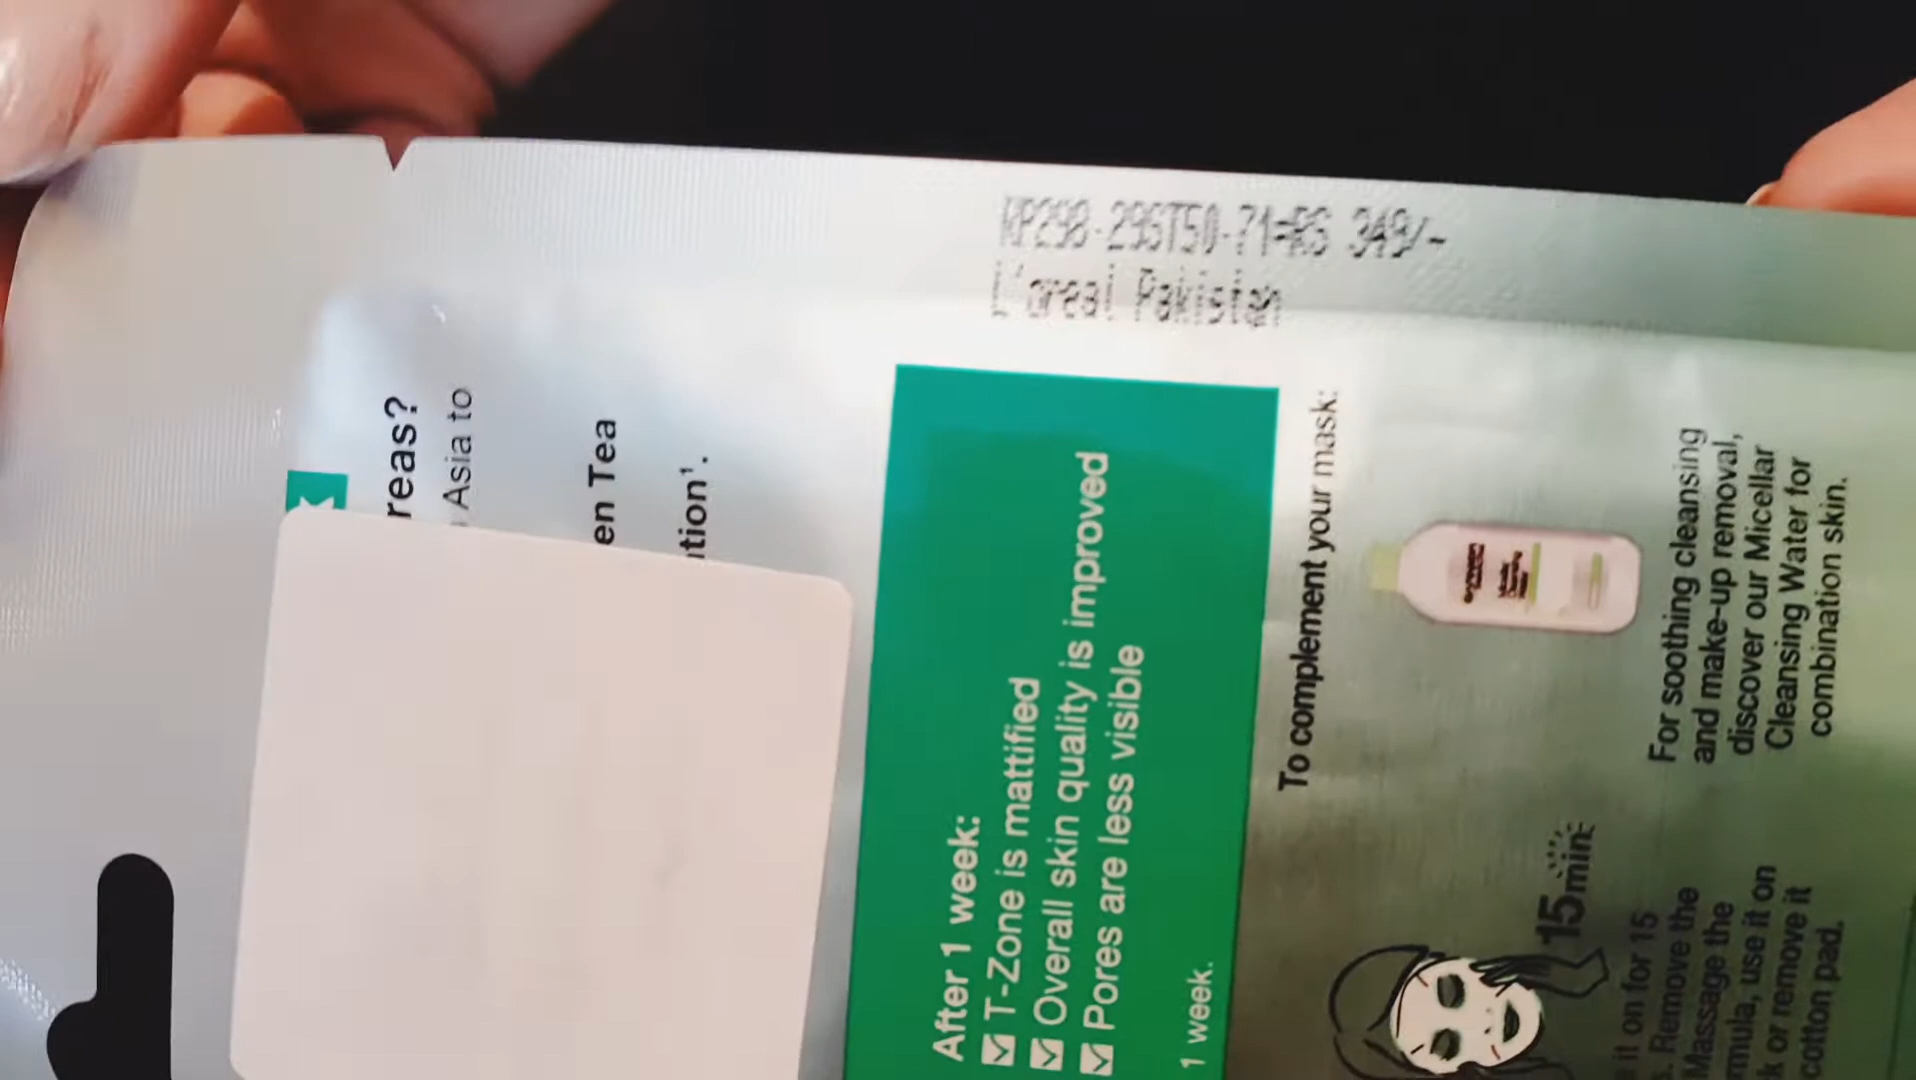 RP298-29ST50-71=RS 349/-
L'oreal Pakistan
reas?
Asia to
en Tea
tion¹.
After 1 week:
T-Zone is mattified
Overall skin quality is improved
Pores are less visible
1 week.
To complement your mask:
For soothing cleansing
and make-up removal,
discover our Micellar
Cleansing Water for
combination skin.
15min
it on for 15
Remove the
Massage the
rmula, use it on
k or remove it
cotton pad.